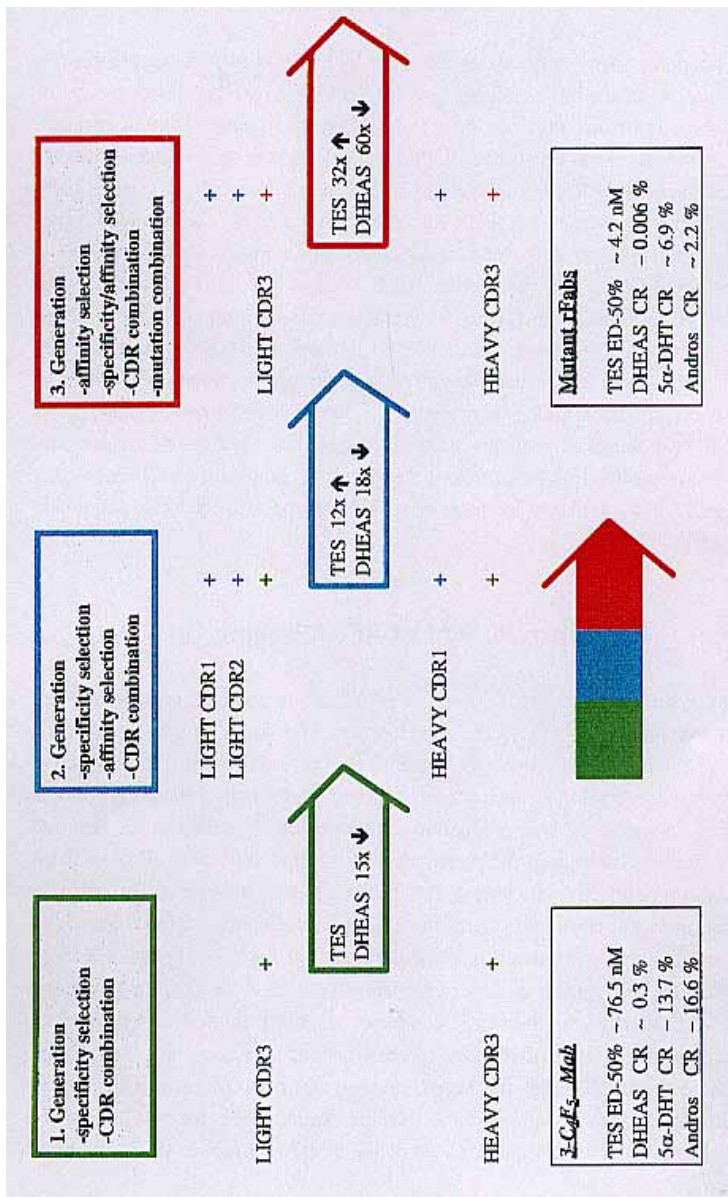 1. Generation
-specificity selection
-CDR combination
2. Generation
-specificity selection
-affinity selection
-CDR combination
3. Generation
-affinity selection
-specificity/affinity selection
-CDR combination
-mutation combination
LIGHT CDR3 +
LIGHT CDR1 +
LIGHT CDR2 +
+
LIGHT CDR3
+
+
+
TES
DHEAS 15x ↓
TES 12x ↑
DHEAS 18x ↓
TES 32x ↑
DHEAS 60x ↓
HEAVY CDR3 +
HEAVY CDR1 +
+
HEAVY CDR3
+
+
3-C₄F₅ Mab
TES ED-50% ~ 76.5 nM
DHEAS CR ~ 0.3 %
5α-DHT CR ~ 13.7 %
Andros CR ~ 16.6 %
Mutant rFabs
TES ED-50% ~ 4.2 nM
DHEAS CR ~ 0.006 %
5α-DHT CR ~ 6.9 %
Andros CR ~ 2.2 %